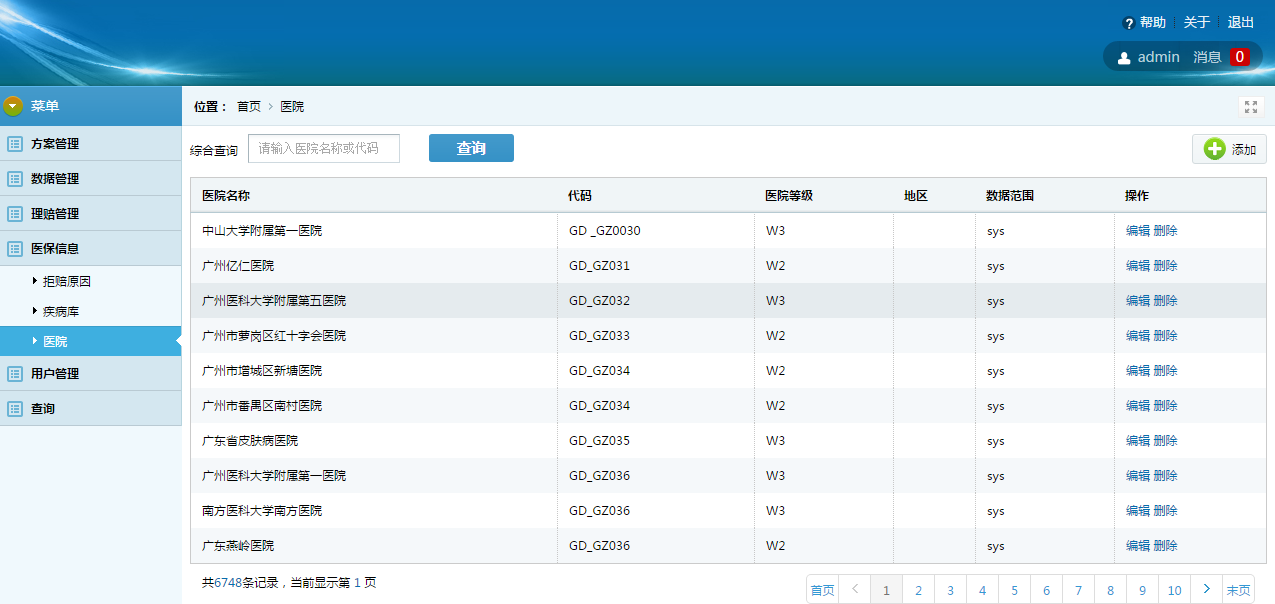 帮助 关于 退出
admin 消息 0
菜单
位置： 首页 > 医院
方案管理
数据管理
理赔管理
医保信息
拒赔原因
疾病库
医院
用户管理
查询
综合查询 请输入医院名称或代码 查询 添加
医院名称 代码 医院等级 地区 数据范围 操作
中山大学附属第一医院 GD _GZ0030 W3 sys 编辑 删除
广州亿仁医院 GD_GZ031 W2 sys 编辑 删除
广州医科大学附属第五医院 GD_GZ032 W3 sys 编辑 删除
广州市萝岗区红十字会医院 GD_GZ033 W2 sys 编辑 删除
广州市增城区新塘医院 GD_GZ034 W2 sys 编辑 删除
广州市番禺区南村医院 GD_GZ034 W2 sys 编辑 删除
广东省皮肤病医院 GD_GZ035 W3 sys 编辑 删除
广州医科大学附属第一医院 GD_GZ036 W3 sys 编辑 删除
南方医科大学南方医院 GD_GZ036 W3 sys 编辑 删除
广东燕岭医院 GD_GZ036 W2 sys 编辑 删除
共6748条记录，当前显示第 1 页
首页 < 1 2 3 4 5 6 7 8 9 10 > 末页